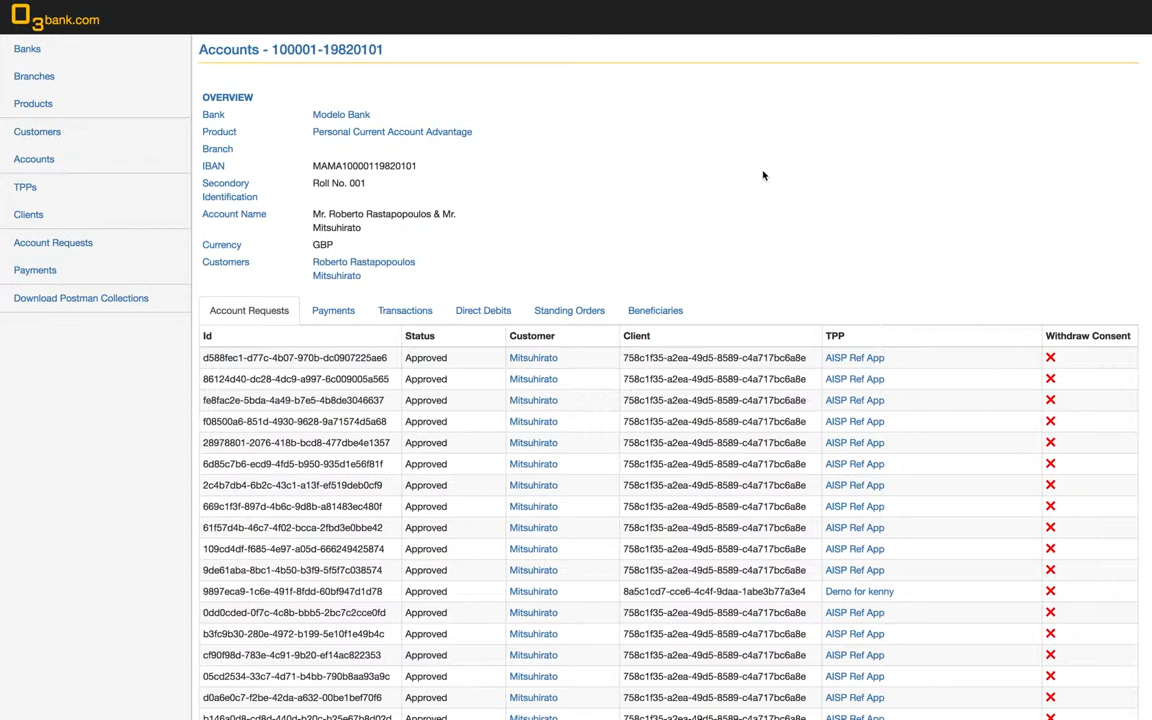 O3bank.com
Banks
Branches
Products
Customers
Accounts
TPPs
Clients
Account Requests
Payments
Download Postman Collections
Accounts - 100001-19820101
OVERVIEW
Bank Modelo Bank
Product Personal Current Account Advantage
Branch
IBAN MAMA10000119820101
Secondory Roll No. 001
Identification
Account Name Mr. Roberto Rastapopoulos & Mr.
Mitsuhirato
Currency GBP
Customers Roberto Rastapopoulos
Mitsuhirato
Account Requests Payments Transactions Direct Debits Standing Orders Beneficiaries
Id Status Customer Client TPP Withdraw Consent
d588fec1-d77c-4b07-970b-dc0907225ae6 Approved Mitsuhirato 758c1f35-a2ea-49d5-8589-c4a717bc6a8e AISP Ref App
86124d40-dc28-4dc9-a997-6c009005a565 Approved Mitsuhirato 758c1f35-a2ea-49d5-8589-c4a717bc6a8e AISP Ref App
fe8fac2e-5bda-4a49-b7e5-4b8de3046637 Approved Mitsuhirato 758c1f35-a2ea-49d5-8589-c4a717bc6a8e AISP Ref App
f08500a6-851d-4930-9628-9a71574d5a68 Approved Mitsuhirato 758c1f35-a2ea-49d5-8589-c4a717bc6a8e AISP Ref App
28978801-2076-418b-bcd8-477dbe4e1357 Approved Mitsuhirato 758c1f35-a2ea-49d5-8589-c4a717bc6a8e AISP Ref App
6d85c7b6-ecd9-4fd5-b950-935d1e56f81f Approved Mitsuhirato 758c1f35-a2ea-49d5-8589-c4a717bc6a8e AISP Ref App
2c4b7db4-6b2c-43c1-a13f-ef519deb0cf9 Approved Mitsuhirato 758c1f35-a2ea-49d5-8589-c4a717bc6a8e AISP Ref App
669c1f3f-897d-4b6c-9d8b-a81483ec480f Approved Mitsuhirato 758c1f35-a2ea-49d5-8589-c4a717bc6a8e AISP Ref App
61f57d4b-46c7-4f02-bcca-2fbd3e0bbe42 Approved Mitsuhirato 758c1f35-a2ea-49d5-8589-c4a717bc6a8e AISP Ref App
109cd4df-f685-4e97-a05d-666249425874 Approved Mitsuhirato 758c1f35-a2ea-49d5-8589-c4a717bc6a8e AISP Ref App
9de61aba-8bc1-4b50-b3f9-5f5f7c038574 Approved Mitsuhirato 758c1f35-a2ea-49d5-8589-c4a717bc6a8e AISP Ref App
9897eca9-1c6e-491f-8fdd-60bf947d1d78 Approved Mitsuhirato 8a5c1cd7-cce6-4c4f-9daa-1abe3b77a3e4 Demo for kenny
0dd0cded-0f7c-4c8b-bbb5-2bc7c2cce0fd Approved Mitsuhirato 758c1f35-a2ea-49d5-8589-c4a717bc6a8e AISP Ref App
b3fc9b30-280e-4972-b199-5e10f1e49b4c Approved Mitsuhirato 758c1f35-a2ea-49d5-8589-c4a717bc6a8e AISP Ref App
cf90f98d-783e-4c91-9b20-ef14ac822353 Approved Mitsuhirato 758c1f35-a2ea-49d5-8589-c4a717bc6a8e AISP Ref App
05cd2534-33c7-4d71-b4bb-790b8aa93a9c Approved Mitsuhirato 758c1f35-a2ea-49d5-8589-c4a717bc6a8e AISP Ref App
d0a6e0c7-f2be-42da-a632-00be1bef70f6 Approved Mitsuhirato 758c1f35-a2ea-49d5-8589-c4a717bc6a8e AISP Ref App
Approved Mitsuhirato 758c1f35-a2ea-49d5-8589-c4a717bc6a8e AISP Ref App